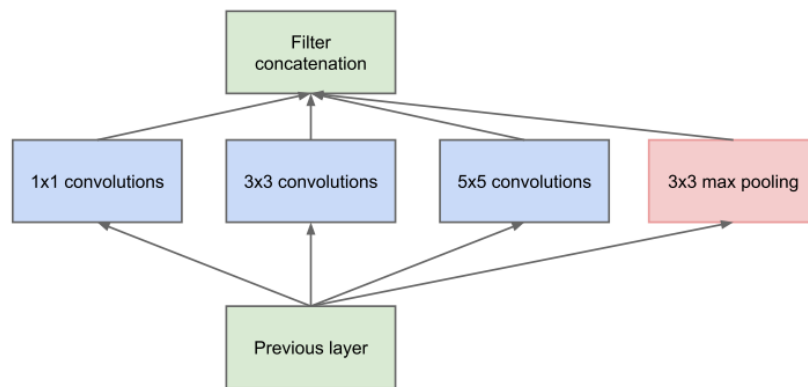 Filter
concatenation
1x1 convolutions
3x3 convolutions
5x5 convolutions
3x3 max pooling
Previous layer